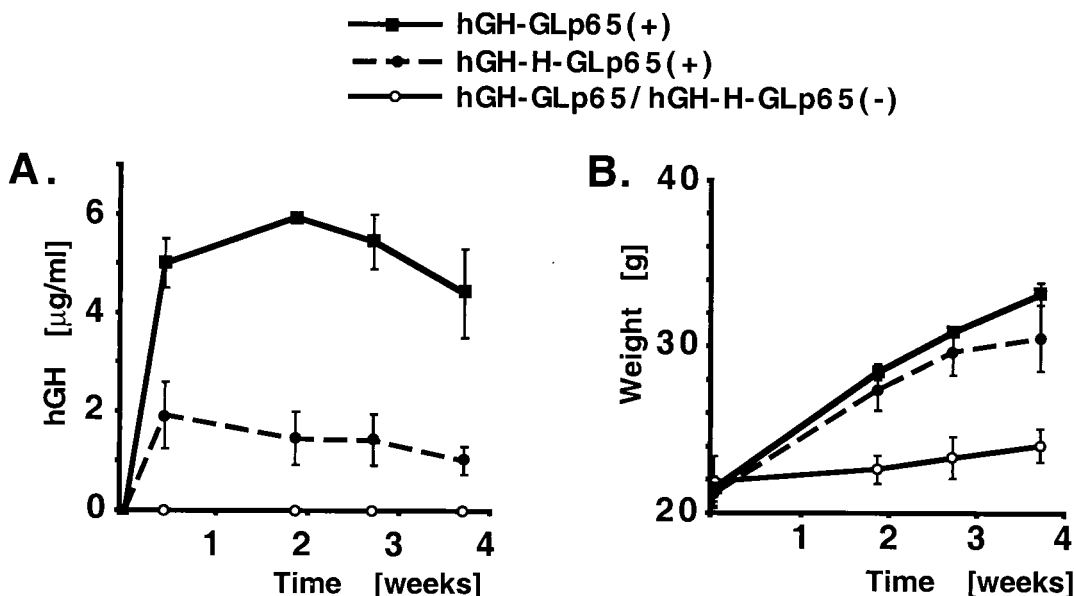 hGH-GLp65(+)
hGH-H-GLp65(+)
hGH-GLp65/hGH-H-GLp65(-)
A.
hGH [µg/ml]
6
4
2
0
1 2 3 4
Time [weeks]
B.
Weight [g]
40
30
20
1 2 3 4
Time [weeks]